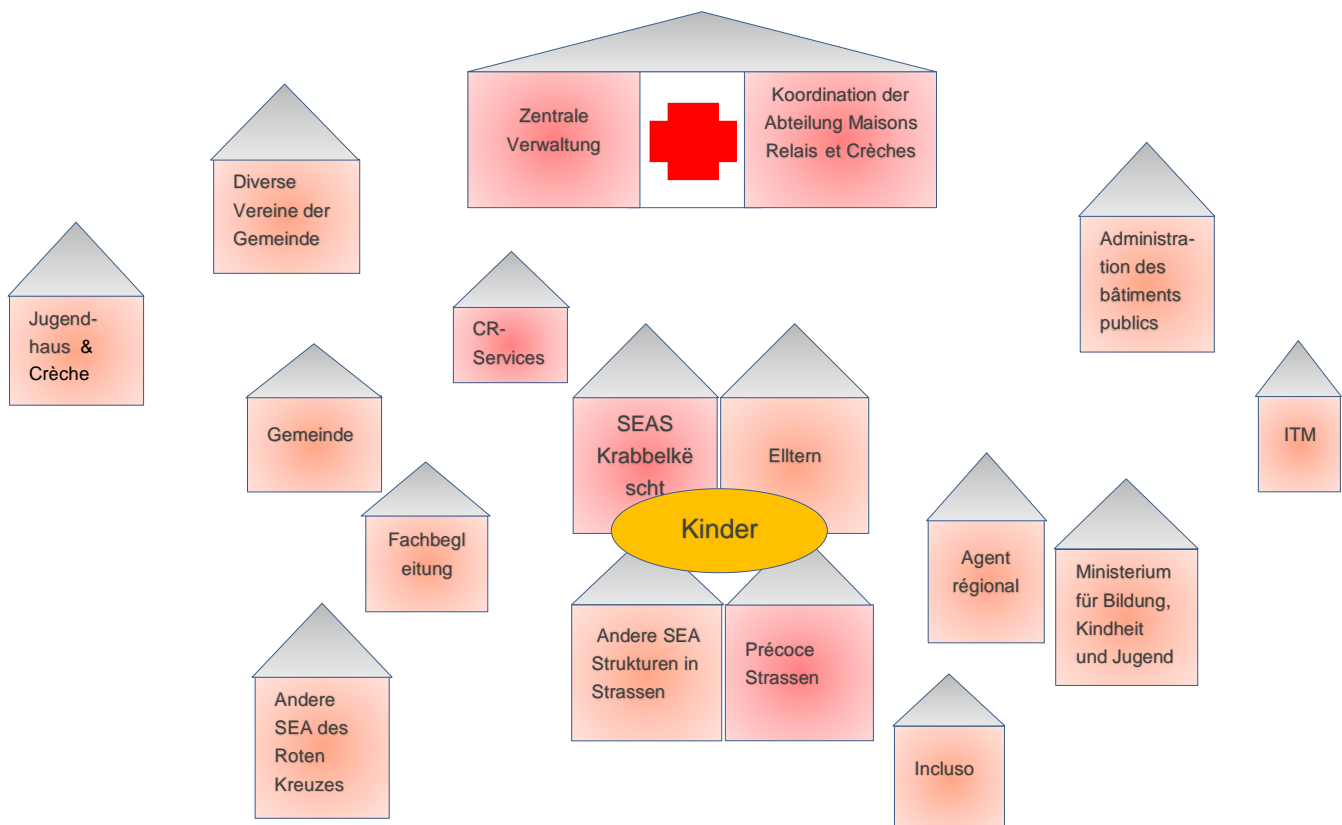 Zentrale
Verwaltung
Koordination der
Abteilung Maisons
Relais et Crèches
Diverse
Vereine der
Gemeinde
Administra-
tion des
bâtiments
publics
Jugend-
haus & 
Crèche
CR-
Services
Gemeinde
SEAS
Krabbelkë
scht
Elltern
ITM
Kinder
Fachbegl
eitung
Agent
régional
Ministerium
für Bildung,
Kindheit
und Jugend
Andere SEA
Strukturen in
Strassen
Précoce
Strassen
Andere
SEA des
Roten
Kreuzes
Incluso